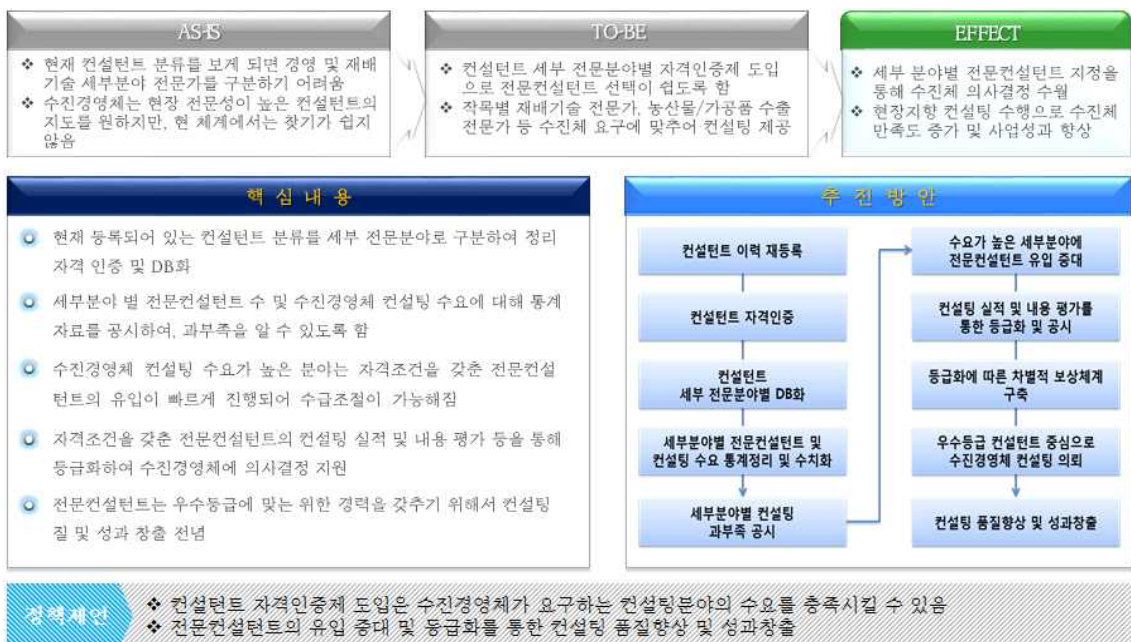 AS-IS
❖ 현재 컨설턴트 분류를 보게 되면 경영 및 재배
기술 세부분야 전문가를 구분하기 어려움
❖ 수진경영체는 현장 전문성이 높은 컨설턴트의
지도를 원하지만, 현 체계에서는 찾기가 쉽지
않음
TO-BE
❖ 컨설턴트 세부 전문분야별 자격인증제 도입
으로 전문컨설턴트 선택이 쉽도록 함
❖ 작목별 재배기술 전문가, 농산물/가공품 수출
전문가 등 수진체 요구에 맞추어 컨설팅 제공
EFFECT
❖ 세부 분야별 전문컨설턴트 지정을
통해 수진체 의사결정 수월
❖ 현장지향 컨설팅 수행으로 수진체
만족도 증가 및 사업성과 향상
핵 심 내 용
현재 등록되어 있는 컨설턴트 분류를 세부 전문분야로 구분하여 정리
자격 인증 및 DB화
세부분야 별 전문컨설턴트 수 및 수진경영체 컨설팅 수요에 대해 통계
자료를 공시하여, 과부족을 알 수 있도록 함
수진경영체 컨설팅 수요가 높은 분야는 자격조건을 갖춘 전문컨설
턴트의 유입이 빠르게 진행되어 수급조절이 가능해짐
자격조건을 갖춘 전문컨설턴트의 컨설팅 실적 및 내용 평가 등을 통해
등급화하여 수진경영체에 의사결정 지원
전문컨설턴트는 우수등급에 맞는 위한 경력을 갖추기 위해서 컨설팅
질 및 성과 창출 전념
추 진 방 안
컨설턴트 이력 재등록
컨설턴트 자격인증
컨설턴트
세부 전문분야별 DB화
세부분야별 전문컨설턴트 및
컨설팅 수요 통계정리 및 수치화
세부분야별 컨설팅
과부족 공시
수요가 높은 세부분야에
전문컨설턴트 유입 증대
컨설팅 실적 및 내용 평가를
통한 등급화 및 공시
등급화에 따른 차별적 보상체계
구축
우수등급 컨설턴트 중심으로
수진경영체 컨설팅 의뢰
컨설팅 품질향상 및 성과창출
정책제언
❖ 컨설턴트 자격인증제 도입은 수진경영체가 요구하는 컨설팅분야의 수요를 충족시킬 수 있음
❖ 전문컨설턴트의 유입 증대 및 등급화를 통한 컨설팅 품질향상 및 성과창출